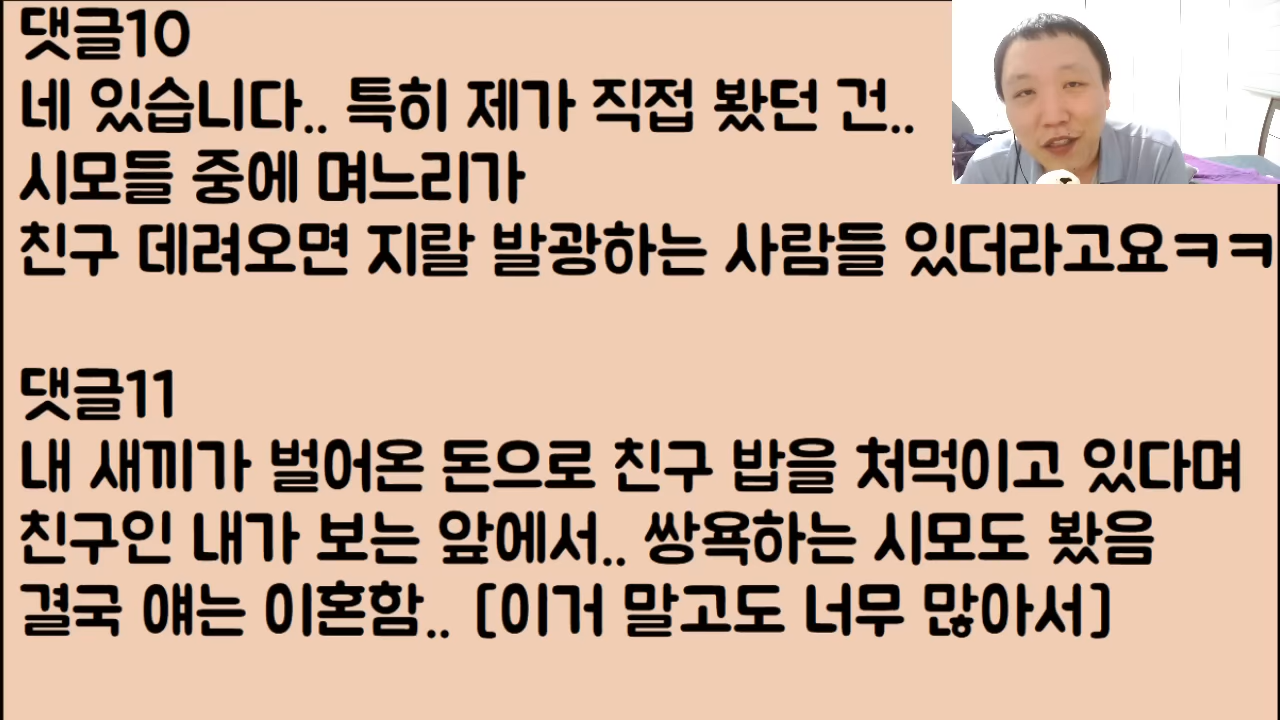 댓글10
네 있습니다.. 특히 제가 직접 봤던 건..
시모들 중에 며느리가
친구 데려오면 지랄 발광하는 사람들 있더라고요ㅋㅋ
댓글11
내 새끼가 벌어온 돈으로 친구 밥을 처먹이고 있다며
친구인 내가 보는 앞에서.. 쌍욕하는 시모도 봤음
결국 얘는 이혼함.. [이거 말고도 너무 많아서]